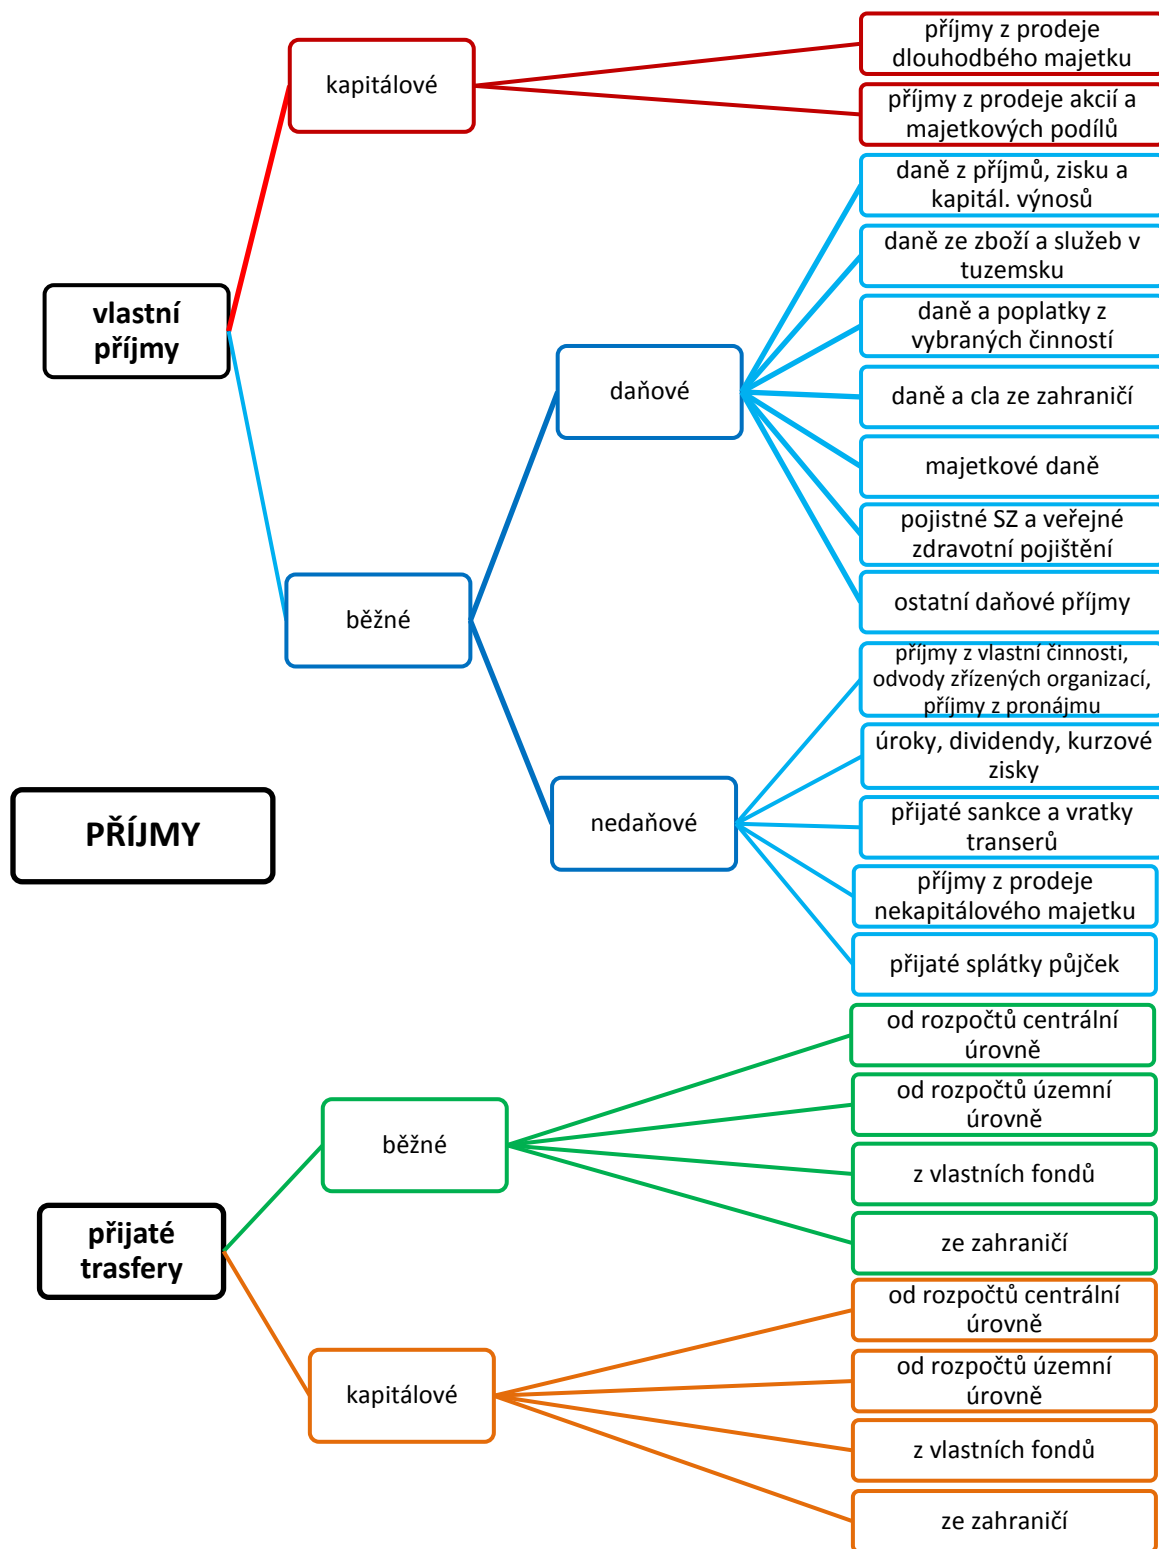 příjmy z prodeje
dlouhodbého majetku
kapitálové
příjmy z prodeje akcií a
majetkových podílů
daně z příjmů, zisku a
kapitál. výnosů
daně ze zboží a služeb v
tuzemsku
vlastní
příjmy
daně a poplatky z
vybraných činností
daňové
daně a cla ze zahraničí
majetkové daně
pojistné SZ a veřejné
zdravotní pojištění
běžné
ostatní daňové příjmy
příjmy z vlastní činnosti,
odvody zřízených organizací,
příjmy z pronájmu
úroky, dividendy, kurzové
zisky
PŘÍJMY
nedaňové
přijaté sankce a vratky
transerů
příjmy z prodeje
nekapitálového majetku
přijaté splátky půjček
od rozpočtů centrální
úrovně
od rozpočtů územní
úrovně
běžné
z vlastních fondů
přijaté
trasfery
ze zahraničí
od rozpočtů centrální
úrovně
od rozpočtů územní
úrovně
kapitálové
z vlastních fondů
ze zahraničí